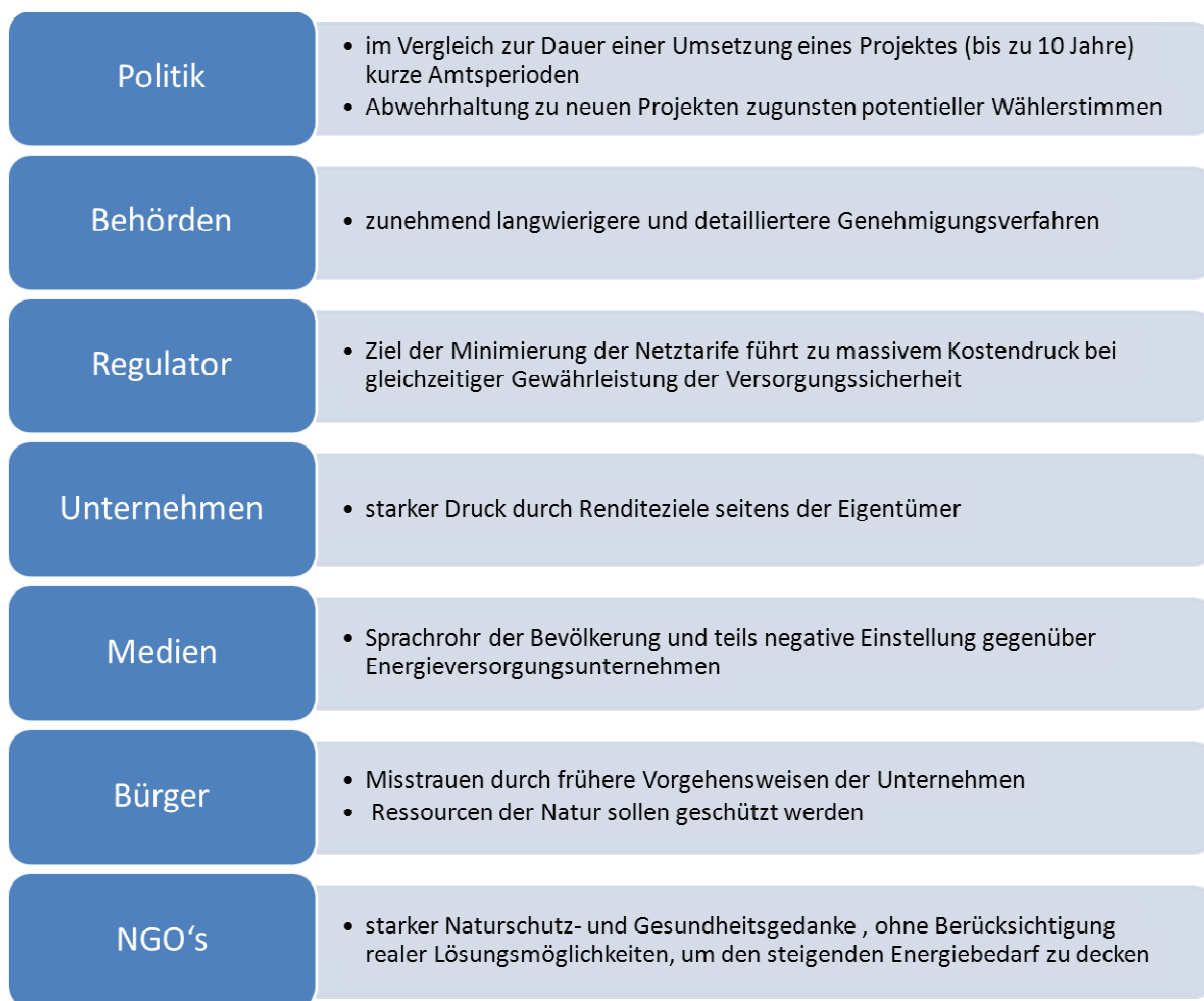 Politik
• im Vergleich zur Dauer einer Umsetzung eines Projektes (bis zu 10 Jahre)
kurze Amtsperioden
• Abwehrhaltung zu neuen Projekten zugunsten potentieller Wählerstimmen
Behörden
• zunehmend langwierigere und detailliertere Genehmigungsverfahren
Regulator
• Ziel der Minimierung der Netztarife führt zu massivem Kostendruck bei
gleichzeitiger Gewährleistung der Versorgungssicherheit
Unternehmen
• starker Druck durch Renditeziele seitens der Eigentümer
Medien
• Sprachrohr der Bevölkerung und teils negative Einstellung gegenüber
Energieversorgungsunternehmen
Bürger
• Misstrauen durch frühere Vorgehensweisen der Unternehmen
• Ressourcen der Natur sollen geschützt werden
NGO‘s
• starker Naturschutz- und Gesundheitsgedanke , ohne Berücksichtigung
realer Lösungsmöglichkeiten, um den steigenden Energiebedarf zu decken